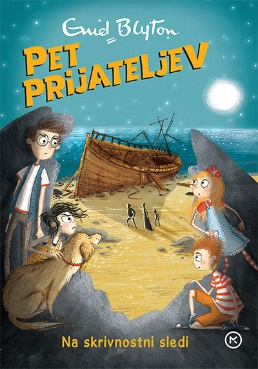 Enid Blyton
PET
PRIJATELJEV
Na skrivnostni sledi